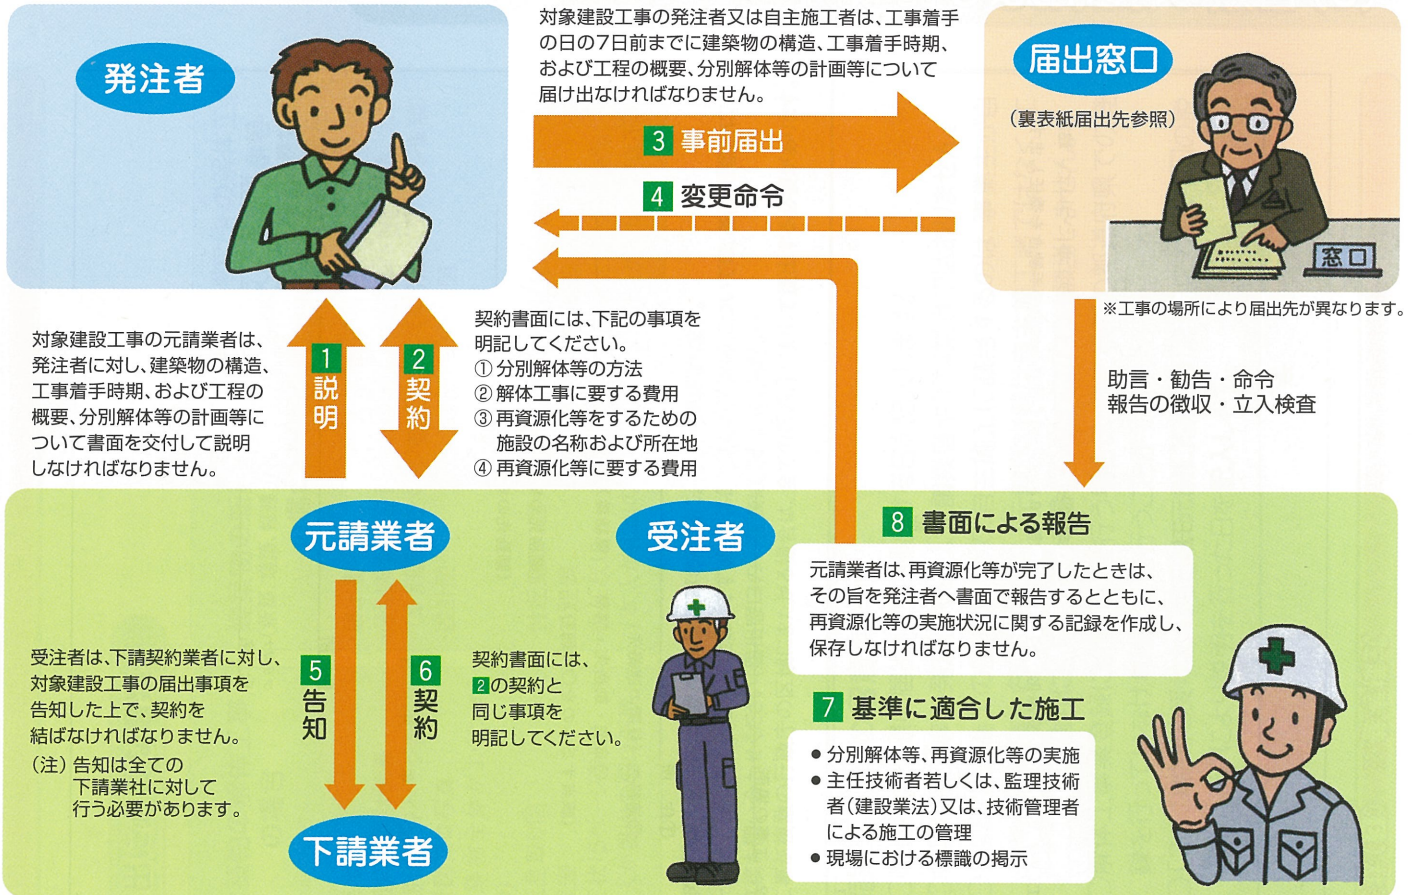 発注者
対象建設工事の発注者又は自主施工者は、工事着手
の日の7日前までに建築物の構造、工事着手時期、
および工程の概要、分別解体等の計画等について
届け出なければなりません。
届出窓口
(裏表紙届出先参照)
3 事前届出
4 変更命令
窓口
※工事の場所により届出先が異なります。
対象建設工事の元請業者は、
発注者に対し、建築物の構造、
工事着手時期、および工程の
概要、分別解体等の計画等に
ついて書面を交付して説明
しなければなりません。
1 説明
2 契約
契約書面には、下記の事項を
明記してください。
① 分別解体等の方法
② 解体工事に要する費用
③ 再資源化等をするための
施設の名称および所在地
④ 再資源化等に要する費用
助言・勧告・命令
報告の徴収・立入検査
元請業者
受注者
8 書面による報告
元請業者は、再資源化等が完了したときは、
その旨を発注者へ書面で報告するとともに、
再資源化等の実施状況に関する記録を作成し、
保存しなければなりません。
受注者は、下請契約業者に対し、
対象建設工事の届出事項を
告知した上で、契約を
結ばなければなりません。
(注) 告知は全ての
下請業社に対して
行う必要があります。
5 告知
6 契約
契約書面には、
2の契約と
同じ事項を
明記してください。
7 基準に適合した施工
● 分別解体等、再資源化等の実施
● 主任技術者若しくは、監理技術
者(建設業法)又は、技術管理者
による施工の管理
● 現場における標識の掲示
下請業者